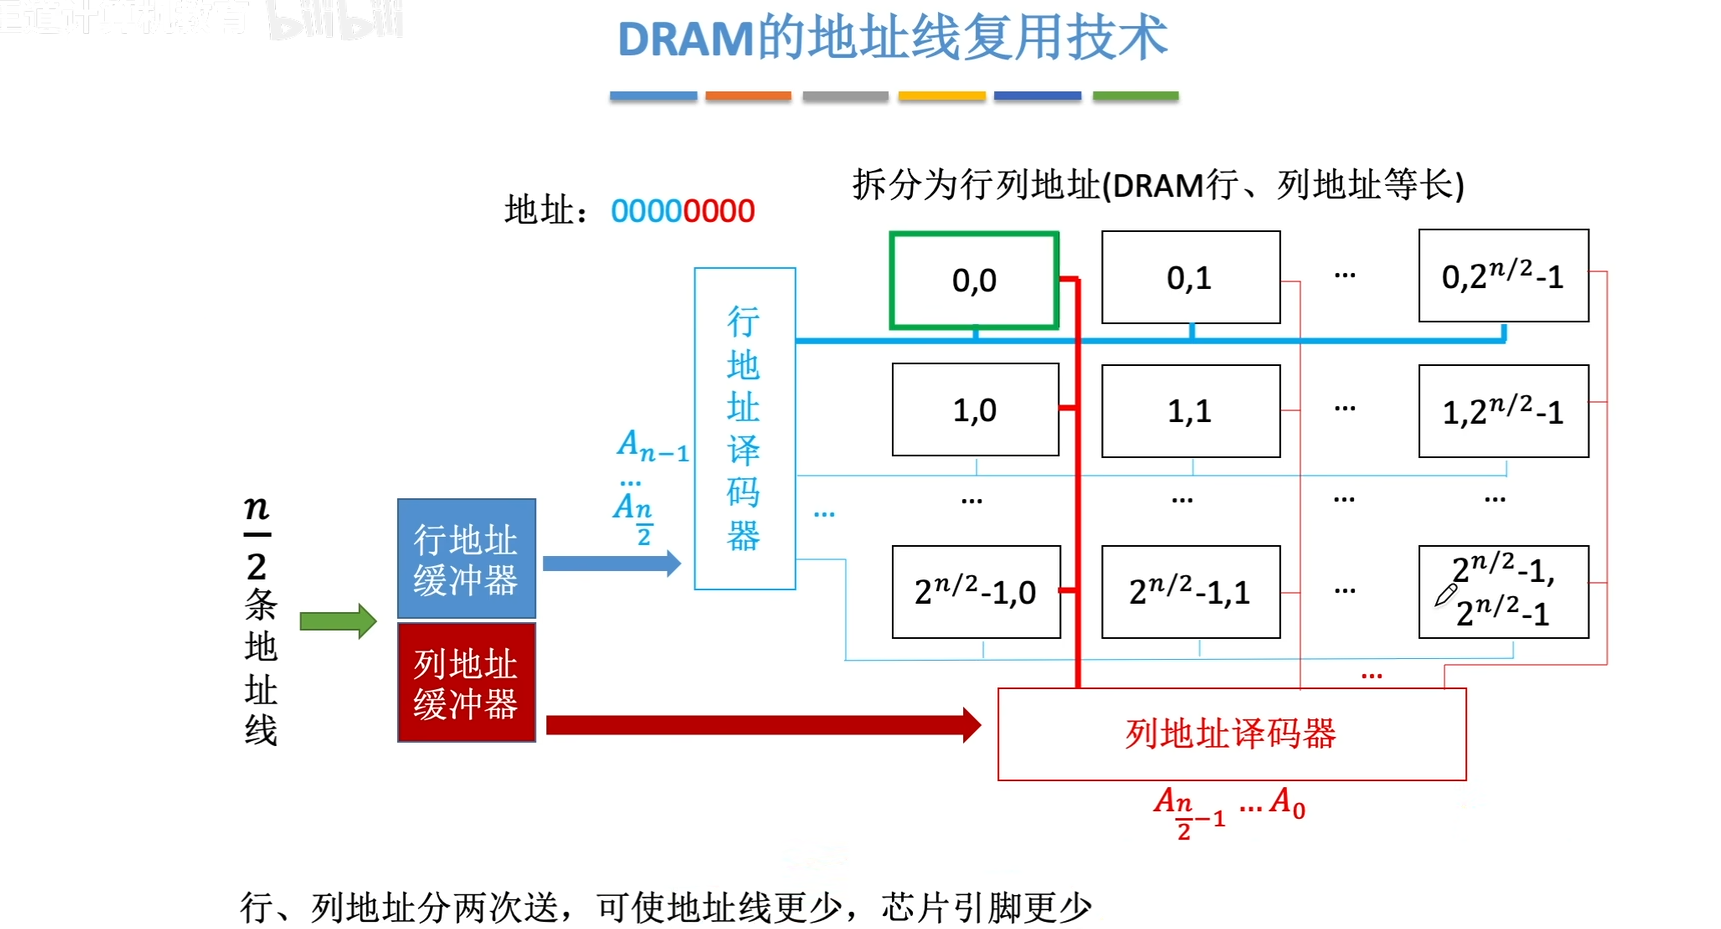 王道计算机教育 bilibili
DRAM的地址线复用技术
拆分为行列地址(DRAM行、列地址等长)
地址：00000000
0,0
0,1
...
0,2^{n/2}-1
行地址译码器
1,0
1,1
...
1,2^{n/2}-1
A_{n-1}
...
A_{\frac{n}{2}}
...
...
...
...
...
\frac{n}{2}条地址线
行地址
缓冲器
2^{n/2}-1,0
2^{n/2}-1,1
...
2^{n/2}-1,
2^{n/2}-1
列地址
缓冲器
...
列地址译码器
A_{\frac{n}{2}-1} ... A_0
行、列地址分两次送，可使地址线更少，芯片引脚更少